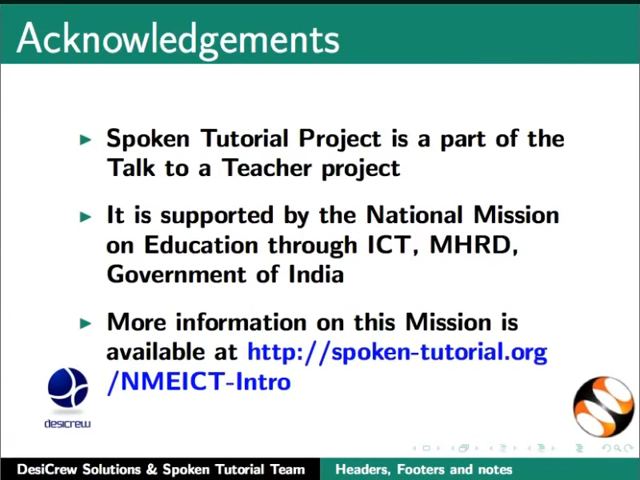 Acknowledgements
Spoken Tutorial Project is a part of the
Talk to a Teacher project
It is supported by the National Mission
on Education through ICT, MHRD,
Government of India
More information on this Mission is
available at http://spoken-tutorial.org
/NMEICT-Intro
desicrew
DesiCrew Solutions & Spoken Tutorial Team
Headers, Footers and notes